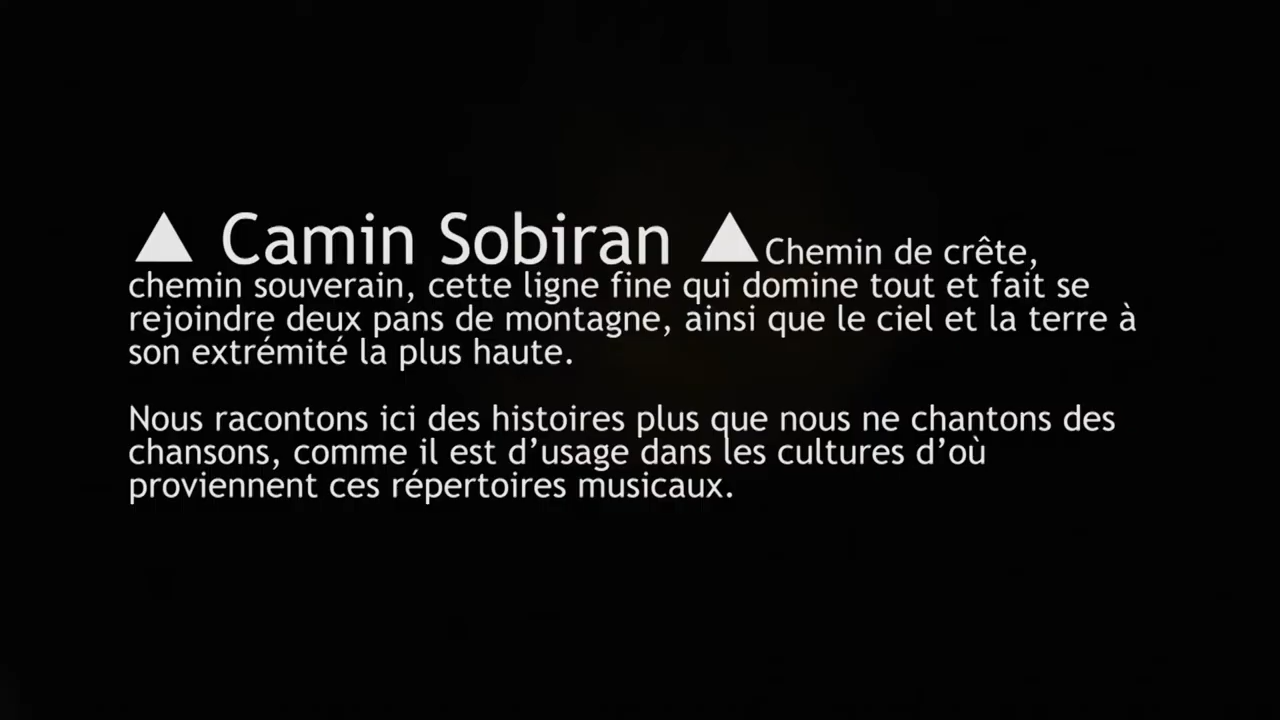 ▲ Camin Sobiran ▲Chemin de crête,
chemin souverain, cette ligne fine qui domine tout et fait se
rejoindre deux pans de montagne, ainsi que le ciel et la terre à
son extrémité la plus haute.
Nous racontons ici des histoires plus que nous ne chantons des
chansons, comme il est d’usage dans les cultures d’où
proviennent ces répertoires musicaux.